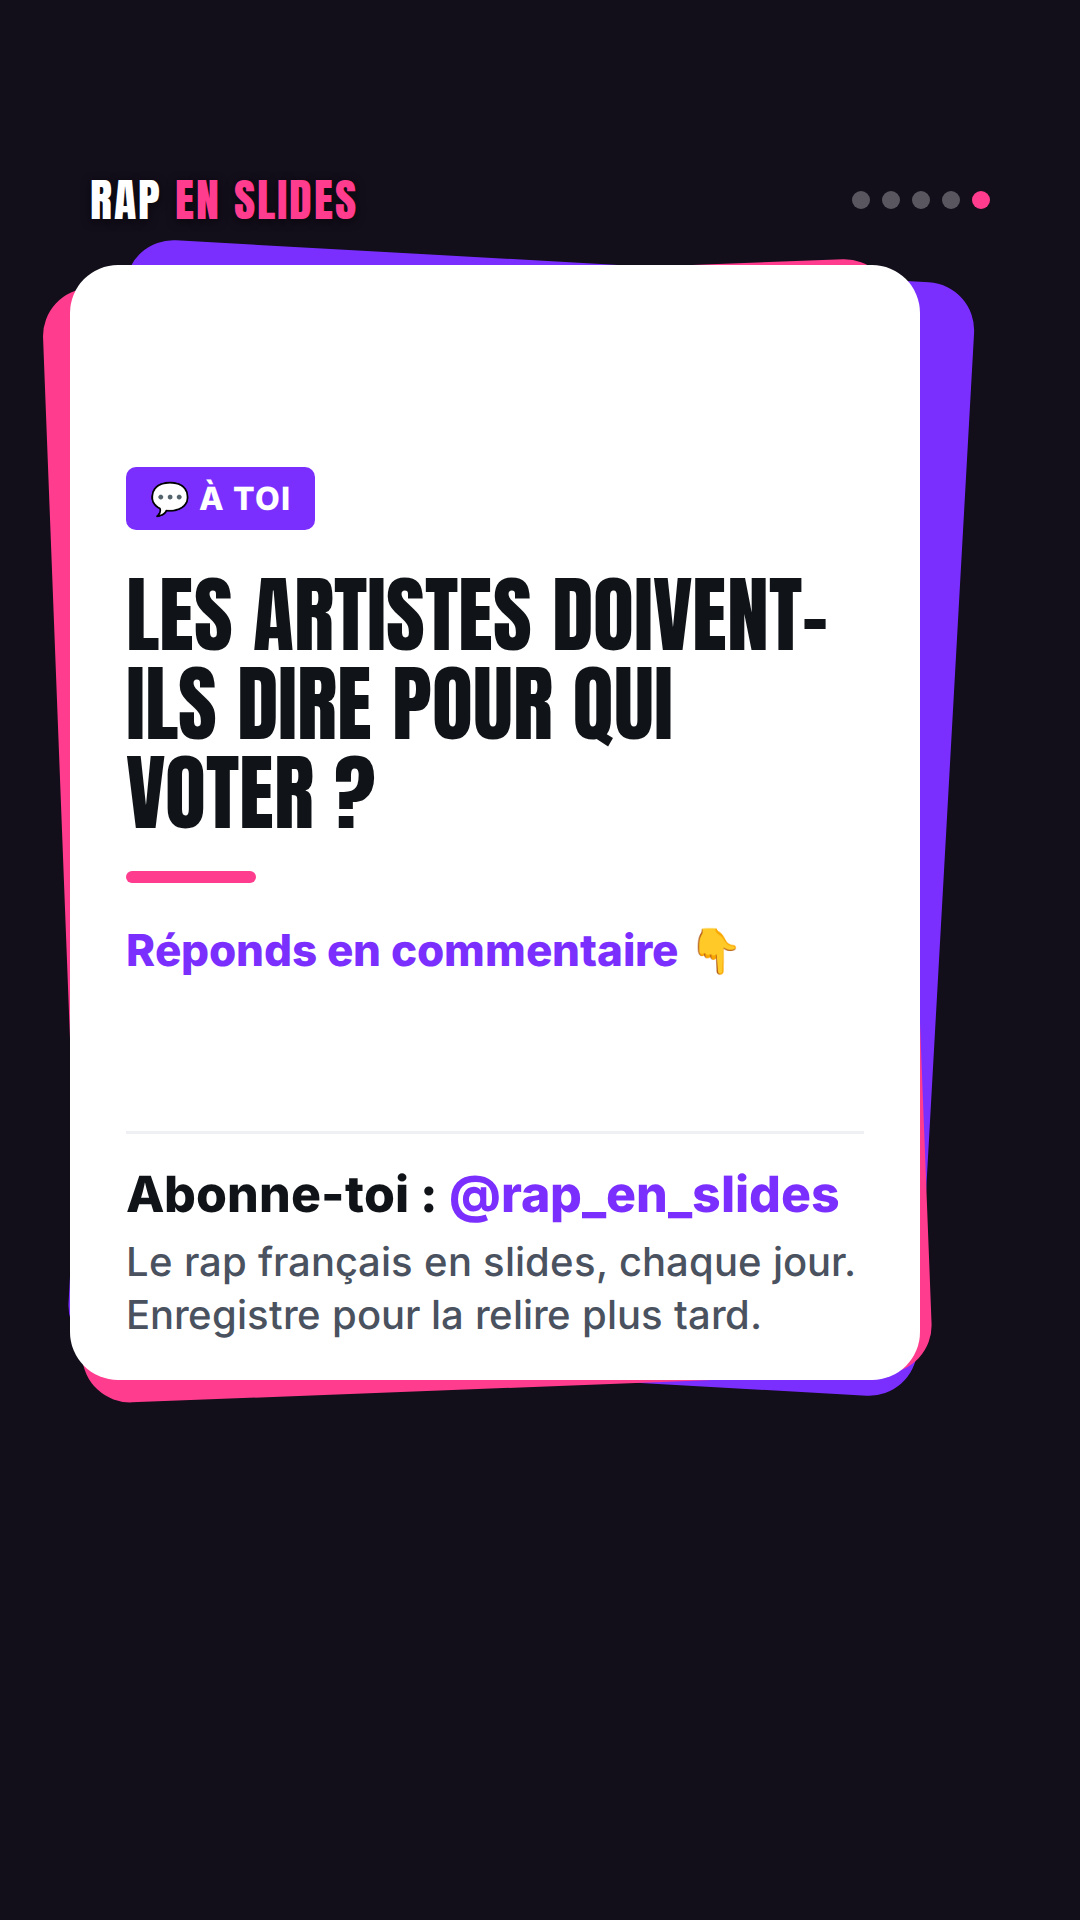 RAP EN SLIDES
💬 À TOI
LES ARTISTES DOIVENT-
ILS DIRE POUR QUI
VOTER ?
Réponds en commentaire 👇
Abonne-toi : @rap_en_slides
Le rap français en slides, chaque jour.
Enregistre pour la relire plus tard.